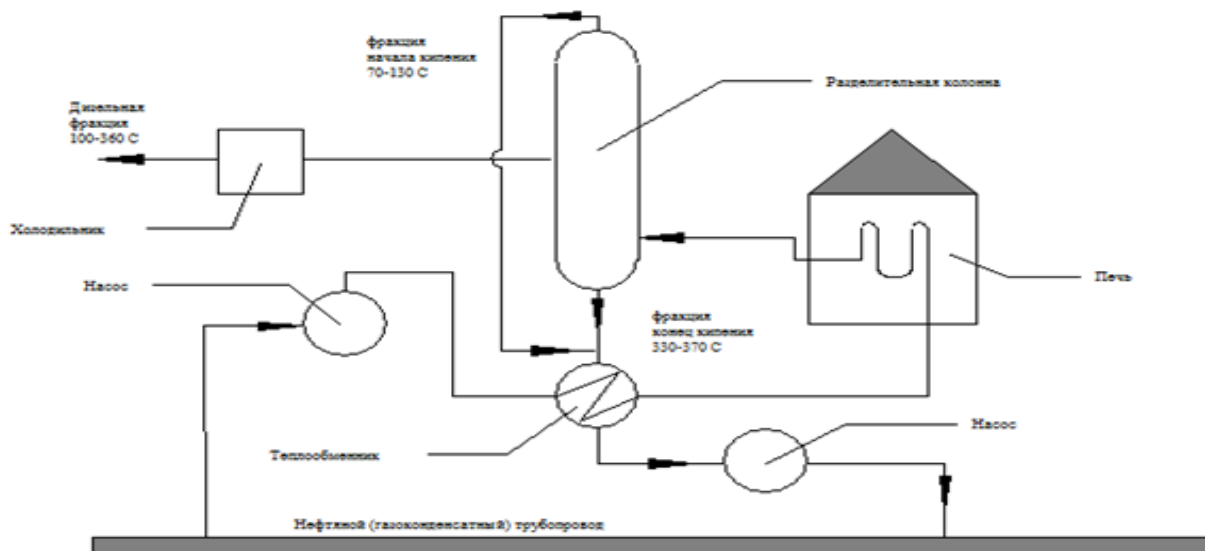 фракция
начала кипения
70-130 С
Разделительная колонна
Дизельная
фракция
100-360 С
Холодильник
Насос
Печь
фракция
конец кипения
330-370 С
Насос
Теплообменник
Нефтяной (газоконденсатный) трубопровод